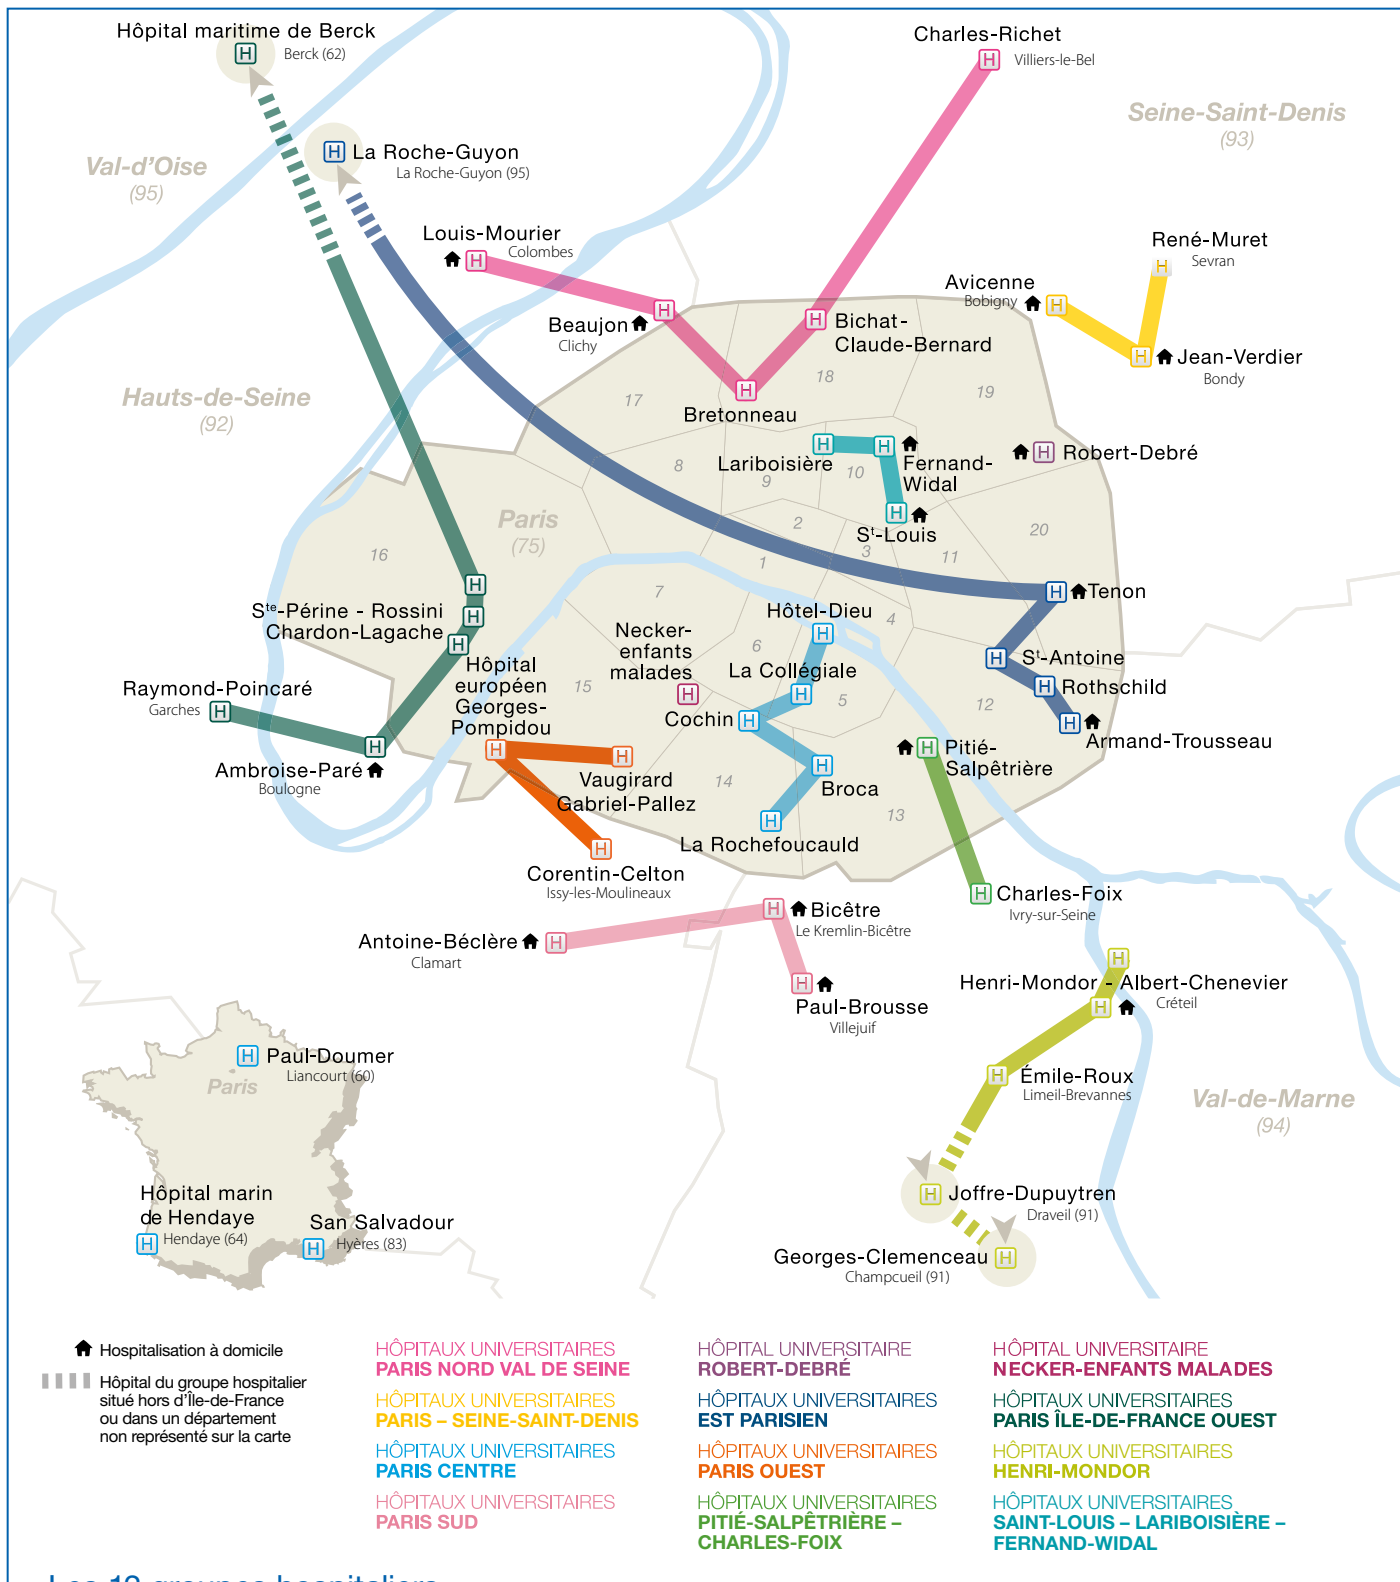 Hôpital maritime de Berck
Berck (62)
Charles-Richet
Villiers-le-Bel
Seine-Saint-Denis
(93)
Val-d'Oise
(95)
La Roche-Guyon
La Roche-Guyon (95)
Louis-Mourier
Colombes
René-Muret
Sevran
Avicenne
Bobigny
Beaujon
Clichy
Bichat-
Claude-Bernard
Jean-Verdier
Bondy
Hauts-de-Seine
(92)
18
17
19
Bretonneau
8
9
10
Lariboisière
Fernand-
Widal
Robert-Debré
Paris
(75)
2
St-Louis
3
11
20
16
1
7
Tenon
Ste-Périne - Rossini
Chardon-Lagache
Hôtel-Dieu
4
Necker-
enfants
malades
6
La Collégiale
St-Antoine
Hôpital
européen
Georges-
Pompidou
15
5
12
Rothschild
Raymond-Poincaré
Garches
Cochin
Armand-Trousseau
Pitié-
Salpêtrière
Ambroise-Paré
Boulogne
Vaugirard
Gabriel-Pallez
14
Broca
13
La Rochefoucauld
Corentin-Celton
Issy-les-Moulineaux
Charles-Foix
Ivry-sur-Seine
Bicêtre
Le Kremlin-Bicêtre
Antoine-Béclère
Clamart
Henri-Mondor - Albert-Chenevier
Créteil
Paul-Brousse
Villejuif
Paul-Doumer
Liancourt (60)
Paris
Émile-Roux
Limeil-Brevannes
Val-de-Marne
(94)
Hôpital marin
de Hendaye
Hendaye (64)
San Salvadour
Hyères (83)
Joffre-Dupuytren
Draveil (91)
Georges-Clemenceau
Champcueil (91)
Hospitalisation à domicile
Hôpital du groupe hospitalier
situé hors d'Île-de-France
ou dans un département
non représenté sur la carte
HÔPITAUX UNIVERSITAIRES
PARIS NORD VAL DE SEINE
HÔPITAUX UNIVERSITAIRES
PARIS – SEINE-SAINT-DENIS
HÔPITAUX UNIVERSITAIRES
PARIS CENTRE
HÔPITAUX UNIVERSITAIRES
PARIS SUD
HÔPITAL UNIVERSITAIRE
ROBERT-DEBRÉ
HÔPITAUX UNIVERSITAIRES
EST PARISIEN
HÔPITAUX UNIVERSITAIRES
PARIS OUEST
HÔPITAUX UNIVERSITAIRES
PITIÉ-SALPÊTRIÈRE –
CHARLES-FOIX
HÔPITAL UNIVERSITAIRE
NECKER-ENFANTS MALADES
HÔPITAUX UNIVERSITAIRES
PARIS ÎLE-DE-FRANCE OUEST
HÔPITAUX UNIVERSITAIRES
HENRI-MONDOR
HÔPITAUX UNIVERSITAIRES
SAINT-LOUIS – LARIBOISIÈRE –
FERNAND-WIDAL
Les 12 groupes hospitaliers